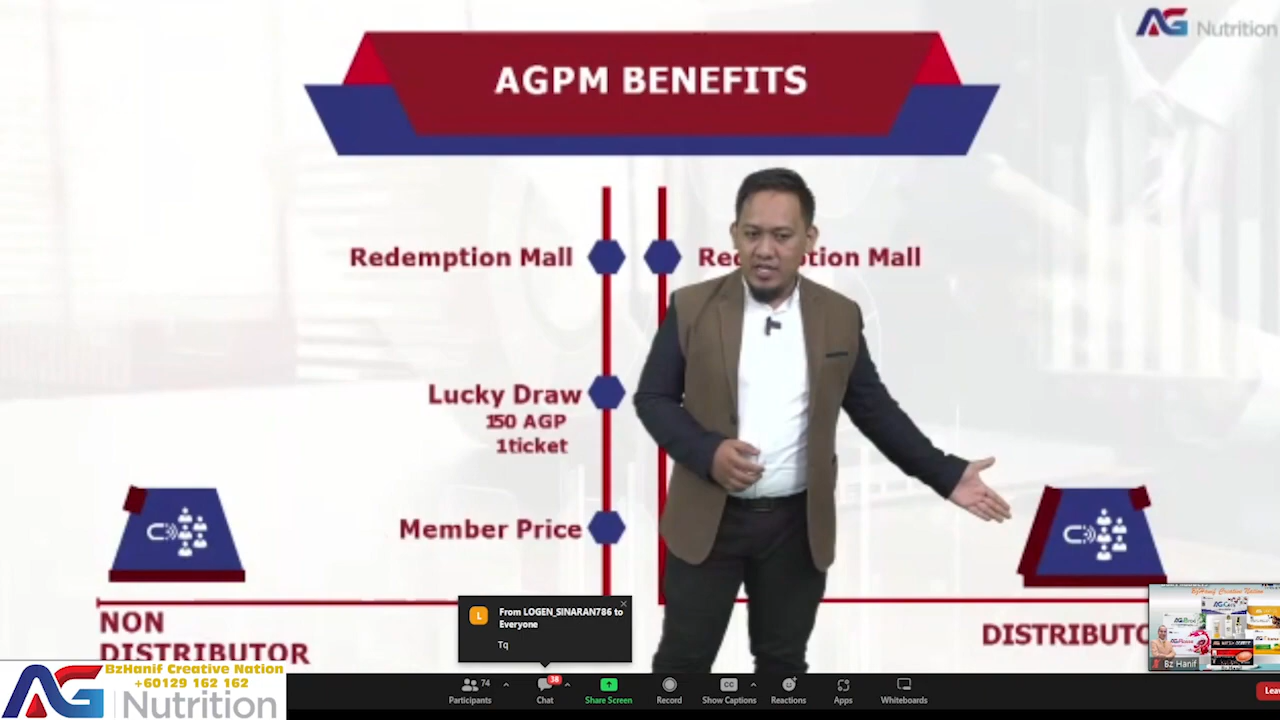 AG Nutrition
AGPM BENEFITS
Redemption Mall
Lucky Draw
150 AGP
1ticket
Member Price
NON
DISTRIBUTOR
Mall
From LOGEN_SINARAN786 to
Everyone
Tq
L
Bz Hanif
BzHanif Creative Nation
+60129 162 162
AG Nutrition
74
Participants
38
Chat
Share Screen
Record
CC
Show Captions
Reactions
Apps
Whiteboards